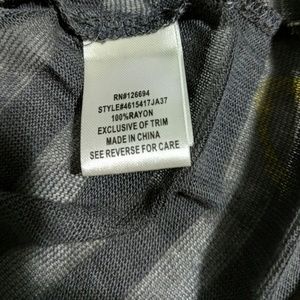 RN#126694
STYLE#4615417JA37
100%RAYON
EXCLUSIVE OF TRIM
MADE IN CHINA
SEE REVERSE FOR CARE